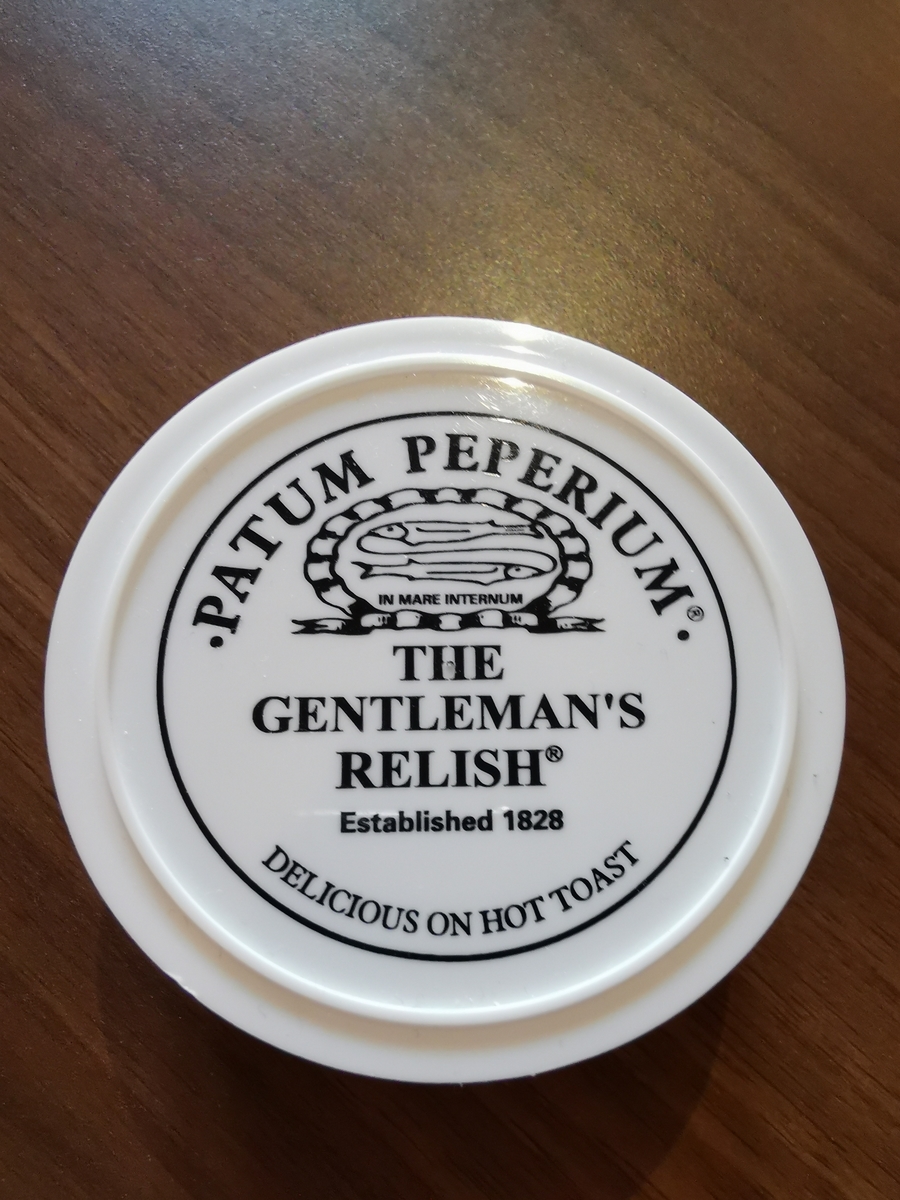 ·PATUM PEPERIUM®·
IN MARE INTERNUM
THE
GENTLEMAN'S
RELISH®
Established 1828
DELICIOUS ON HOT TOAST